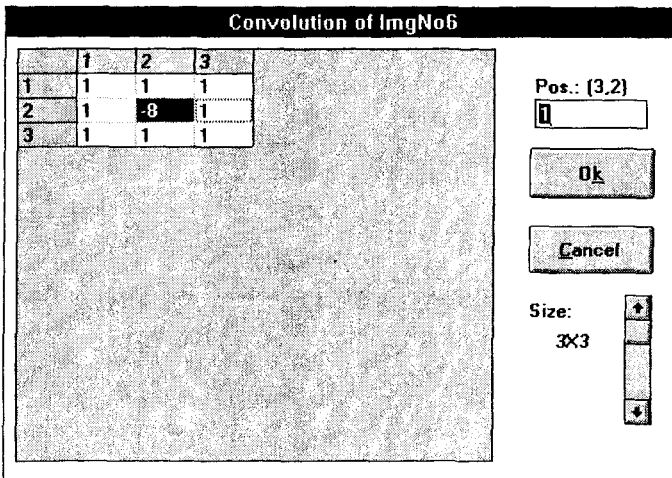 Convolution of ImgNo6
1 2 3
1 1 1 1
2 1 -8 1
3 1 1 1
Pos.: (3,2)
1
Ok
Cancel
Size:
3X3